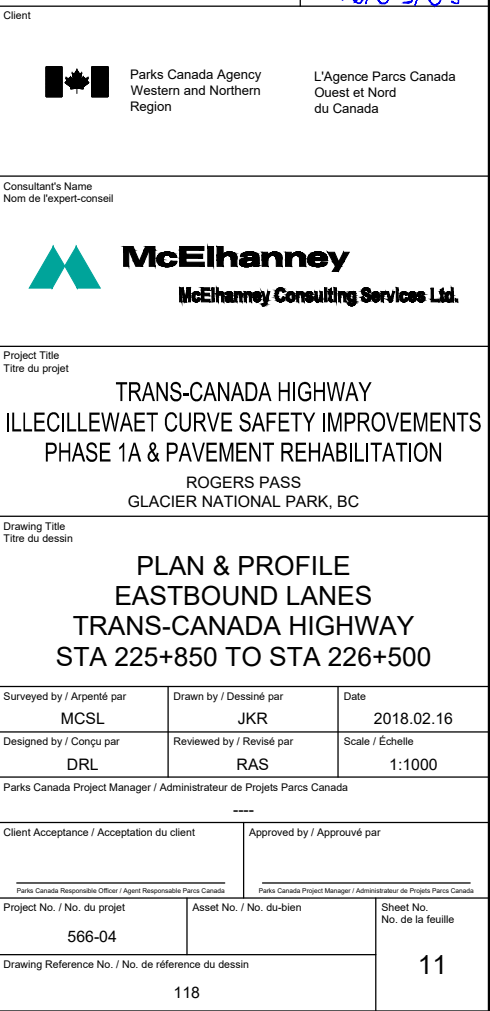 Client
Parks Canada Agency
Western and Northern
Region
L'Agence Parcs Canada
Ouest et Nord
du Canada
Consultant's Name
Nom de l'expert-conseil
McElhanney
McElhanney Consulting Services Ltd.
Project Title
Titre du projet
TRANS-CANADA HIGHWAY
ILLECILLEWAET CURVE SAFETY IMPROVEMENTS
PHASE 1A & PAVEMENT REHABILITATION
ROGERS PASS
GLACIER NATIONAL PARK, BC
Drawing Title
Titre du dessin
PLAN & PROFILE
EASTBOUND LANES
TRANS-CANADA HIGHWAY
STA 225+850 TO STA 226+500
Surveyed by / Arpenté par
MCSL
Drawn by / Dessiné par
JKR
Date
2018.02.16
Designed by / Conçu par
DRL
Reviewed by / Revisé par
RAS
Scale / Échelle
1:1000
Parks Canada Project Manager / Administrateur de Projets Parcs Canada
----
Client Acceptance / Acceptation du client
Parks Canada Responsible Officer / Agent Responsable Parcs Canada
Approved by / Approuvé par
Parks Canada Project Manager / Administrateur de Projets Parcs Canada
Project No. / No. du projet
566-04
Asset No. / No. du-bien
Sheet No.
No. de la feuille
11
Drawing Reference No. / No. de réference du dessin
118